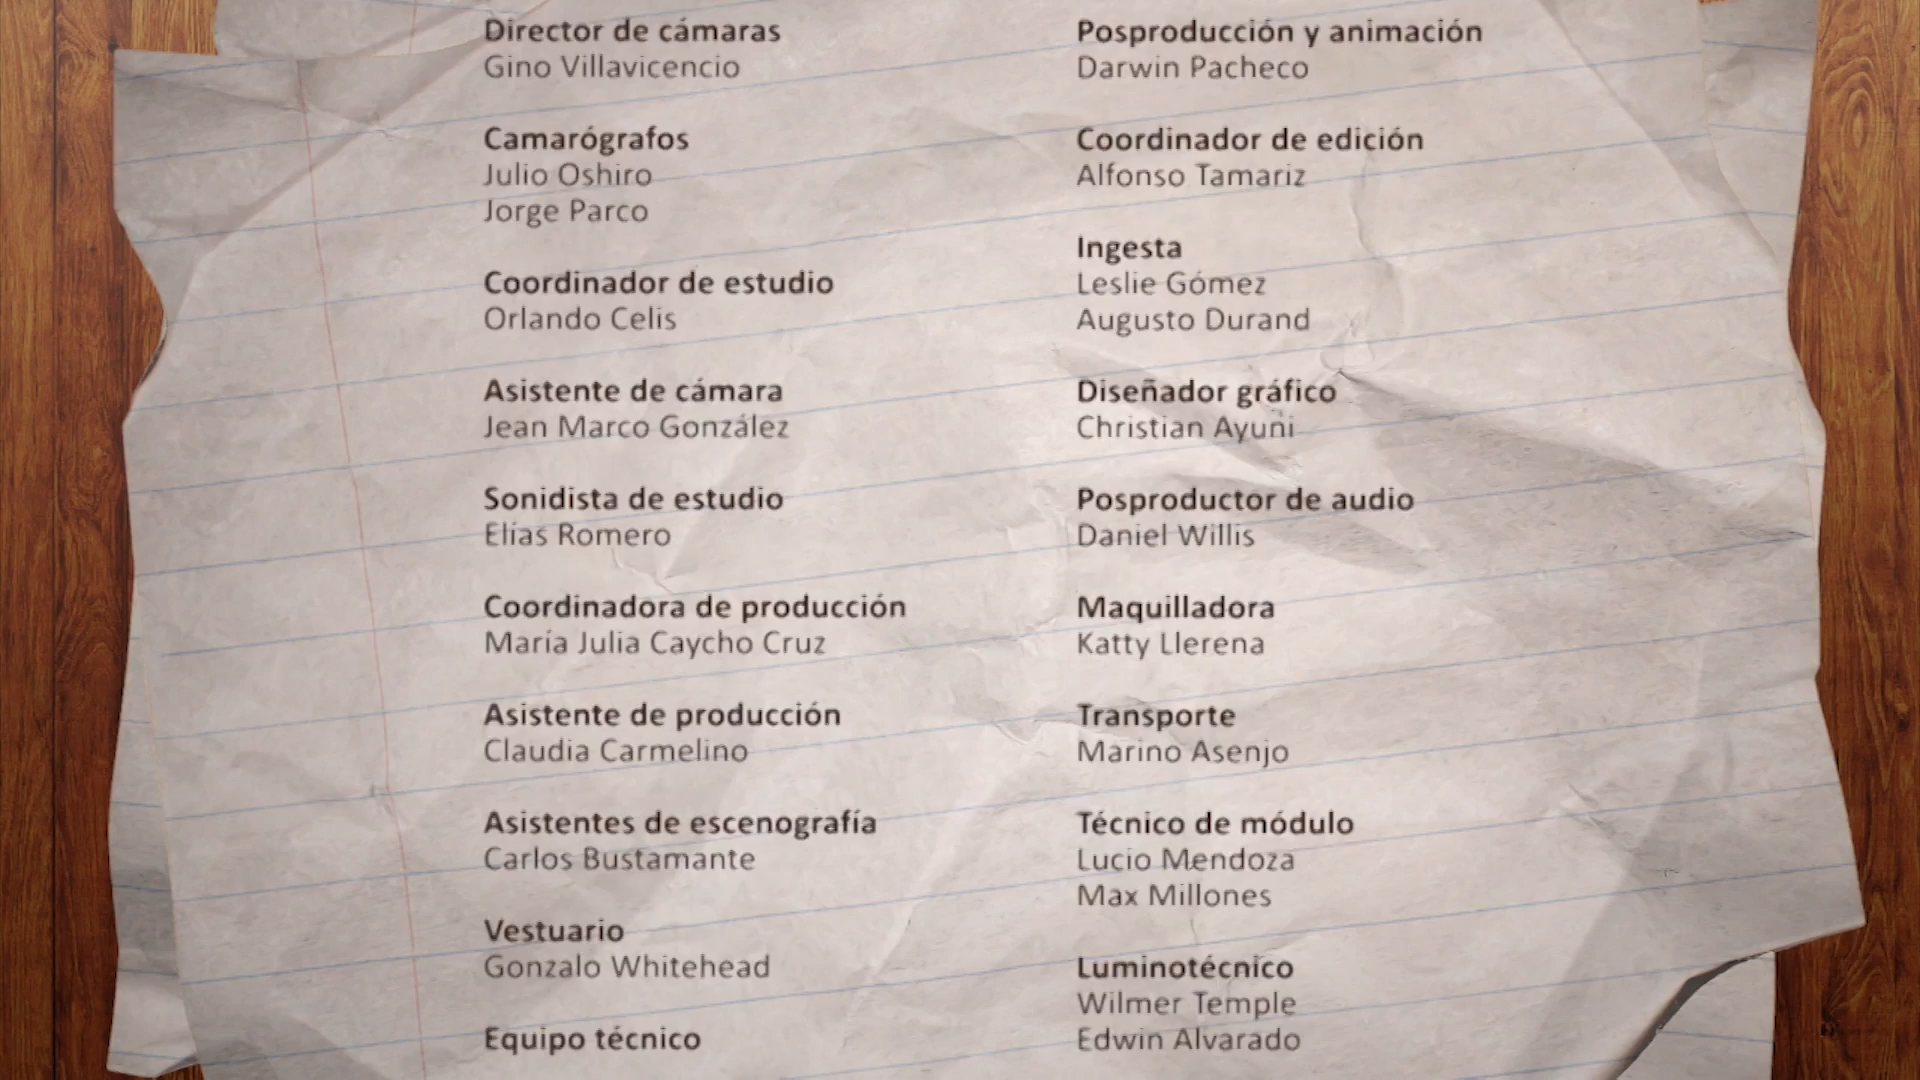 Director de cámaras
Gino Villavicencio
Camarógrafos
Julio Oshiro
Jorge Parco
Coordinador de estudio
Orlando Celis
Asistente de cámara
Jean Marco González
Sonidista de estudio
Elías Romero
Coordinadora de producción
María Julia Caycho Cruz
Asistente de producción
Claudia Carmelino
Asistentes de escenografía
Carlos Bustamante
Vestuario
Gonzalo Whitehead
Equipo técnico
Posproducción y animación
Darwin Pacheco
Coordinador de edición
Alfonso Tamariz
Ingesta
Leslie Gómez
Augusto Durand
Diseñador gráfico
Christian Ayuni
Posproductor de audio
Daniel Willis
Maquilladora
Katty Llerena
Transporte
Marino Asenjo
Técnico de módulo
Lucio Mendoza
Max Millones
Luminotécnico
Wilmer Temple
Edwin Alvarado